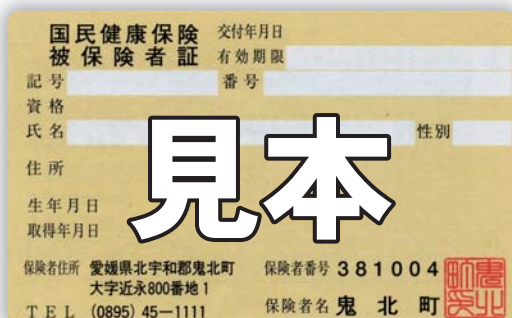 国民健康保険 交付年月日
被保険者証 有効期限
記号 番号
資格
氏名 性別
見本
住所
生年月日
取得年月日
保険者住所 愛媛県北宇和郡鬼北町 保険者番号 381004
大字近永800番地1
TEL (0895) 45-1111 保険者名 鬼北町